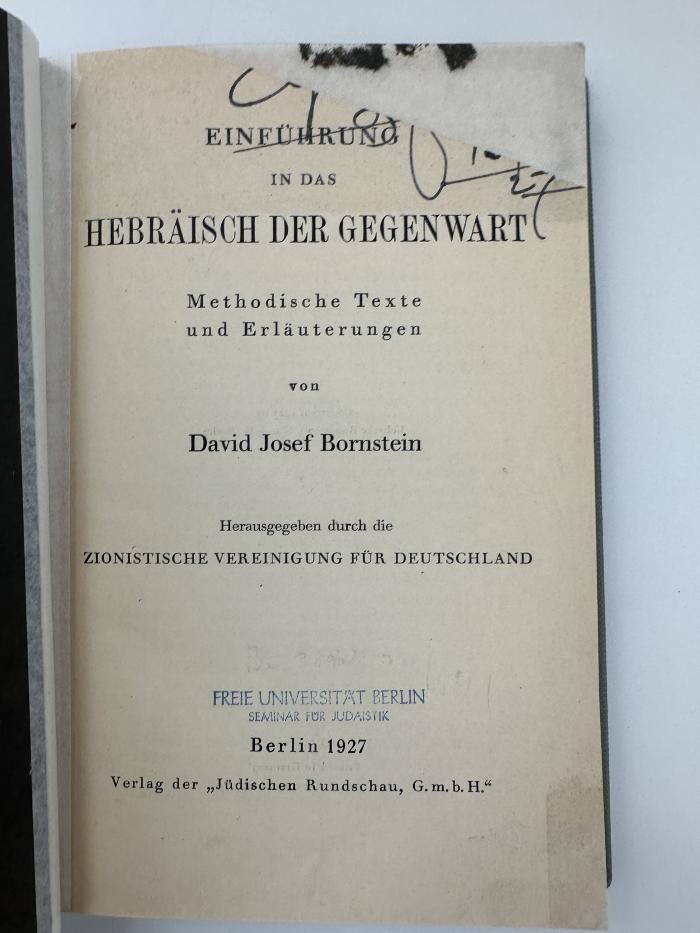 EINFÜHRUNG
IN DAS
HEBRÄISCH DER GEGENWART
Methodische Texte
und Erläuterungen
von
David Josef Bornstein
Herausgegeben durch die
ZIONISTISCHE VEREINIGUNG FÜR DEUTSCHLAND
FREIE UNIVERSITÄT BERLIN
SEMINAR FÜR JUDAISTIK
Berlin 1927
Verlag der „Jüdischen Rundschau, G.m.b.H.“